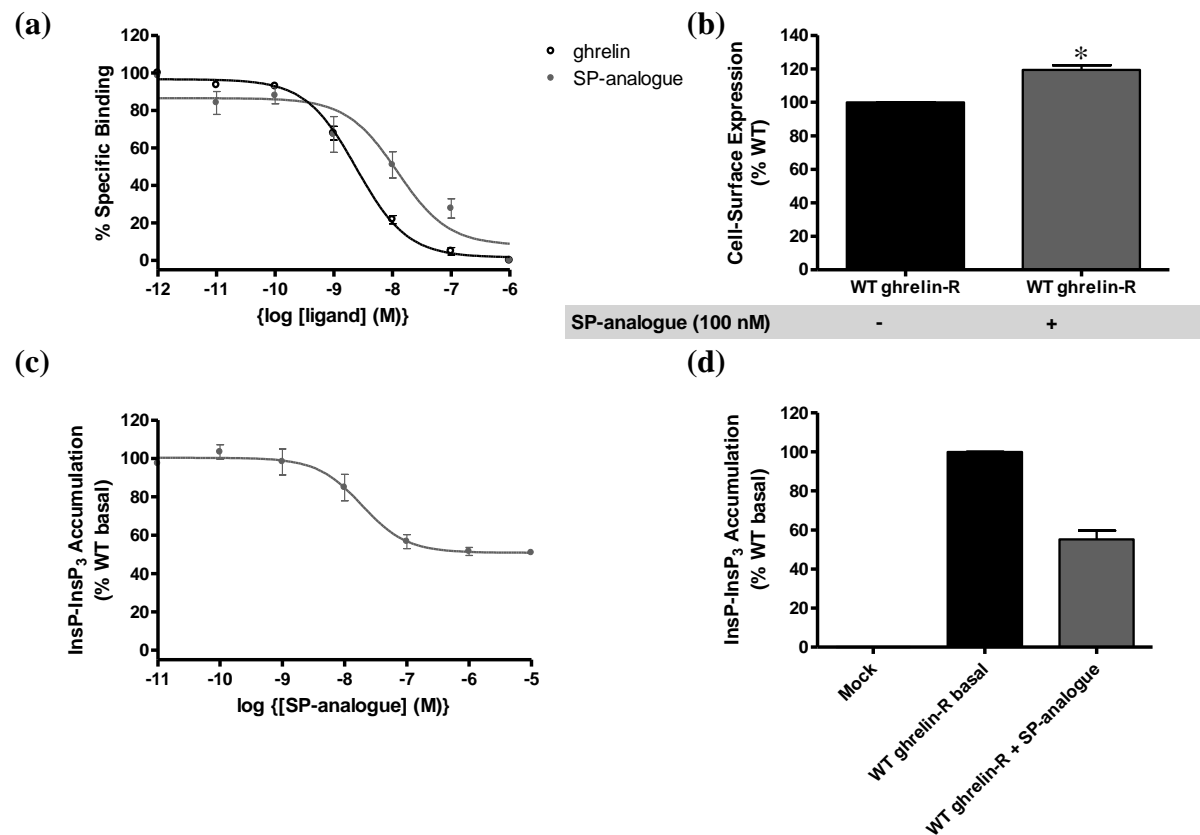 (a)
120
100
80
60
40
20
0
% Specific Binding
-12 -11 -10 -9 -8 -7 -6
{log [ligand] (M)}
ghrelin
SP-analogue
(b)
140
120
100
80
60
40
20
0
Cell-Surface Expression
(% WT)
*
WT ghrelin-R WT ghrelin-R
SP-analogue (100 nM) - +
(c)
120
100
80
60
40
20
0
InsP-InsP3 Accumulation
(% WT basal)
-11 -10 -9 -8 -7 -6 -5
log {[SP-analogue] (M)}
(d)
120
100
80
60
40
20
0
InsP-InsP3 Accumulation
(% WT basal)
Mock
WT ghrelin-R basal
WT ghrelin-R + SP-analogue